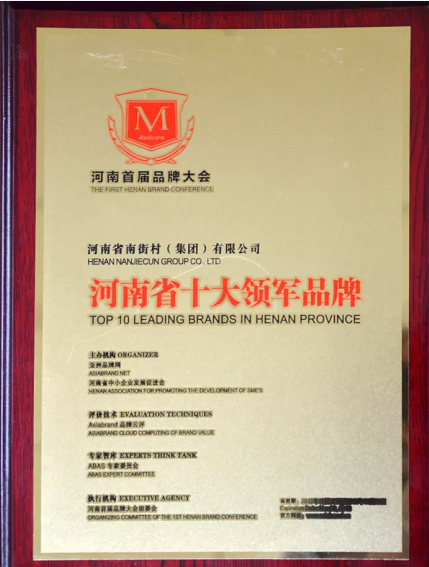 M
Asiabrand
河南首届品牌大会
THE FIRST HENAN BRAND CONFERENCE
河南省南街村（集团）有限公司
HENAN NANJIECUN GROUP CO. LTD
河南省十大领军品牌
TOP 10 LEADING BRANDS IN HENAN PROVINCE
主办机构 ORGANIZER
亚洲品牌网
ASIABRAND NET
河南省中小企业发展促进会
HENAN ASSOCIATION FOR PROMOTING THE DEVELOPMENT OF SME'S
评价技术 EVALUATION TECHNIQUES
Asiabrand 品牌云评
ASIABRAND CLOUD COMPUTING OF BRAND VALUE
专家智库 EXPERTS THINK TANK
ABAS 专家委员会
ABAS EXPERT COMMITTEE
执行机构 EXECUTIVE AGENCY
河南首届品牌大会组委会
ORGANIZING COMMITTEE OF THE 1ST HENAN BRAND CONFERENCE
有效期：
Expiration
官方网站：